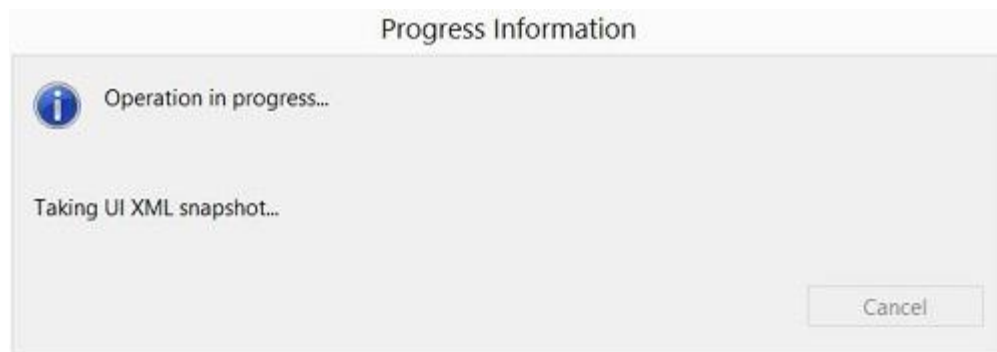 Progress Information
Operation in progress...
Taking UI XML snapshot...
Cancel